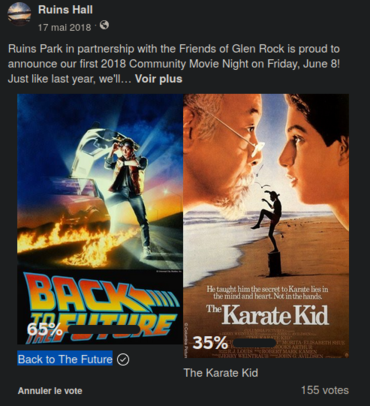 Ruins Hall
17 mai 2018 ·
Ruins Park in partnership with the Friends of Glen Rock is proud to
announce our first 2018 Community Movie Night on Friday, June 8!
Just like last year, we'll… Voir plus
BACK
TO THE
FUTURE
65%
He taught him the secret to Karate lies in
the mind and heart. Not in the hands.
The Karate Kid
35%
Back to The Future
The Karate Kid
Annuler le vote
155 votes